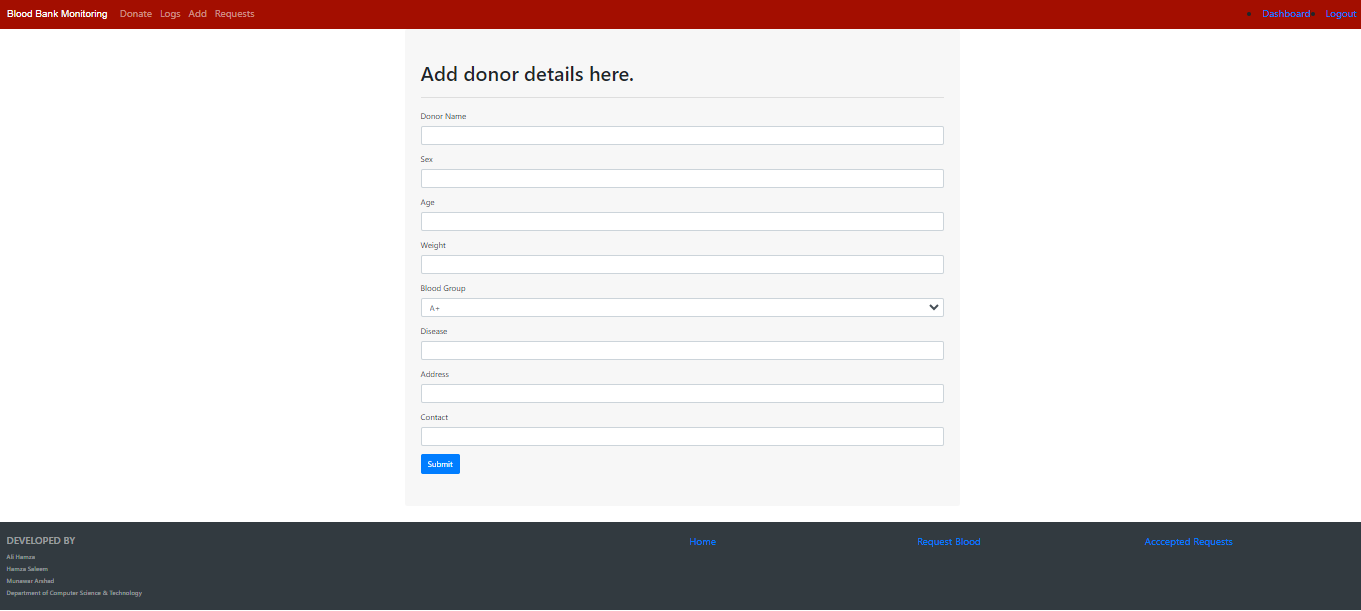 Blood Bank Monitoring Donate Logs Add Requests Dashboard Logout
Add donor details here.
Donor Name
Sex
Age
Weight
Blood Group
A+
Disease
Address
Contact
Submit
DEVELOPED BY
Ali Hamza
Hamza Saleem
Munawar Arshad
Department of Computer Science & Technology
Home
Request Blood
Acccepted Requests